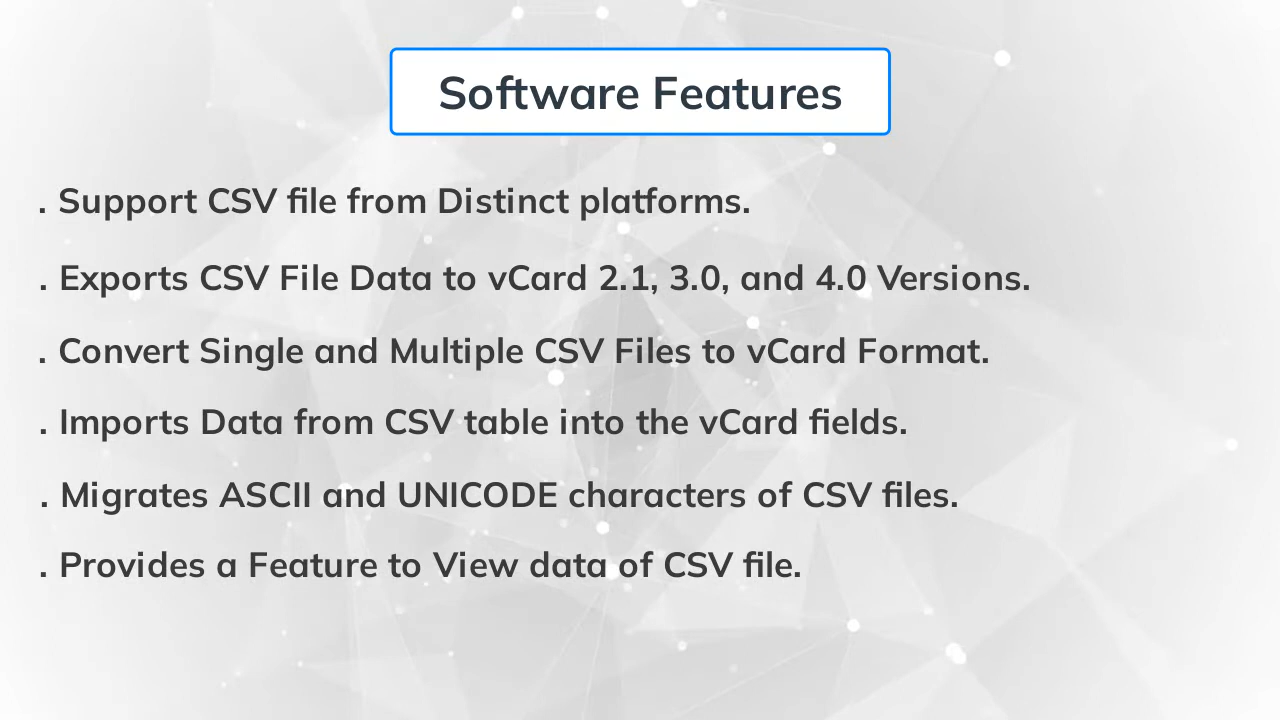 Software Features
. Support CSV file from Distinct platforms.
. Exports CSV File Data to vCard 2.1, 3.0, and 4.0 Versions.
. Convert Single and Multiple CSV Files to vCard Format.
. Imports Data from CSV table into the vCard fields.
. Migrates ASCII and UNICODE characters of CSV files.
. Provides a Feature to View data of CSV file.